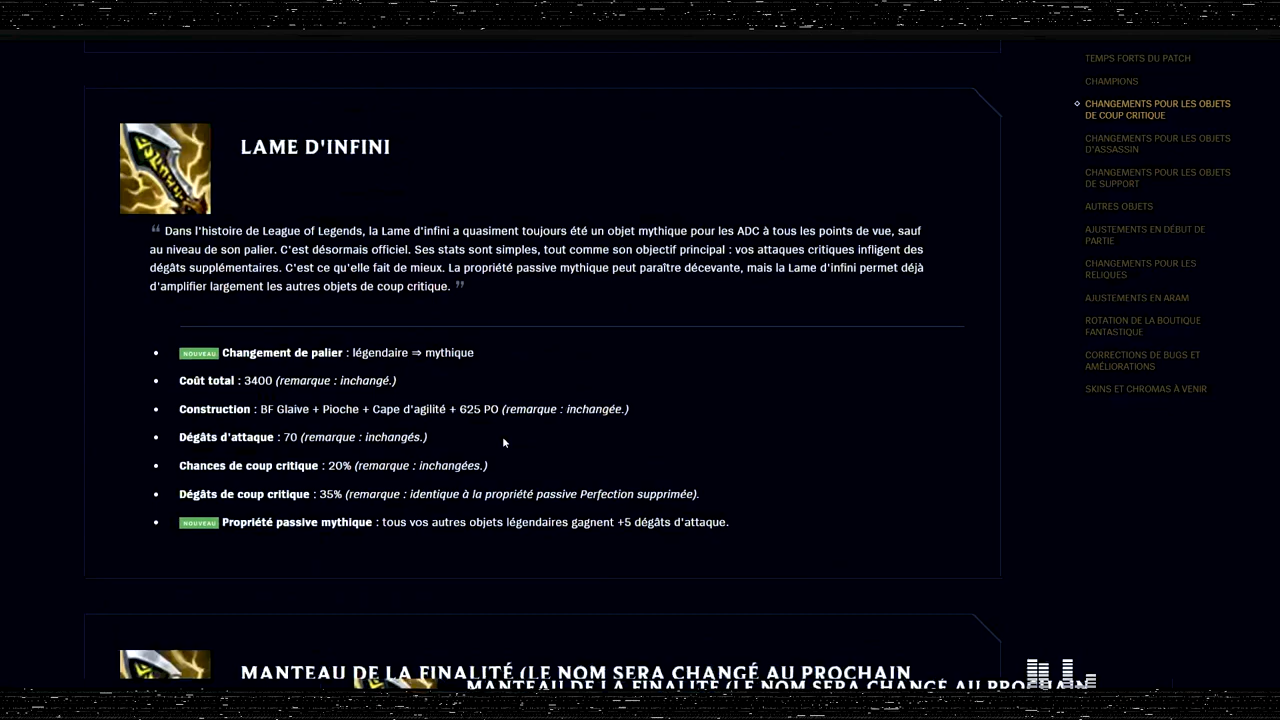 LAME D'INFINI
❝ Dans l'histoire de League of Legends, la Lame d'infini a quasiment toujours été un objet mythique pour les ADC à tous les points de vue, sauf
au niveau de son palier. C'est désormais officiel. Ses stats sont simples, tout comme son objectif principal : vos attaques critiques infligent des
dégâts supplémentaires. C'est ce qu'elle fait de mieux. La propriété passive mythique peut paraître décevante, mais la Lame d'infini permet déjà
d'amplifier largement les autres objets de coup critique. ❞
• NOUVEAU Changement de palier : légendaire ⇒ mythique
• Coût total : 3400 (remarque : inchangé.)
• Construction : BF Glaive + Pioche + Cape d'agilité + 625 PO (remarque : inchangée.)
• Dégâts d'attaque : 70 (remarque : inchangés.)
• Chances de coup critique : 20% (remarque : inchangées.)
• Dégâts de coup critique : 35% (remarque : identique à la propriété passive Perfection supprimée).
• NOUVEAU Propriété passive mythique : tous vos autres objets légendaires gagnent +5 dégâts d'attaque.
MANTEAU DE LA FINALITÉ (LE NOM SERA CHANGÉ AU PROCHAIN
MANTEAU DE LA FINALITÉ (LE NOM SERA CHANGÉ AU PROCHAIN
TEMPS FORTS DU PATCH
CHAMPIONS
CHANGEMENTS POUR LES OBJETS
DE COUP CRITIQUE
CHANGEMENTS POUR LES OBJETS
D'ASSASSIN
CHANGEMENTS POUR LES OBJETS
DE SUPPORT
AUTRES OBJETS
AJUSTEMENTS EN DÉBUT DE
PARTIE
CHANGEMENTS POUR LES
RELIQUES
AJUSTEMENTS EN ARAM
ROTATION DE LA BOUTIQUE
FANTASTIQUE
CORRECTIONS DE BUGS ET
AMÉLIORATIONS
SKINS ET CHROMAS À VENIR